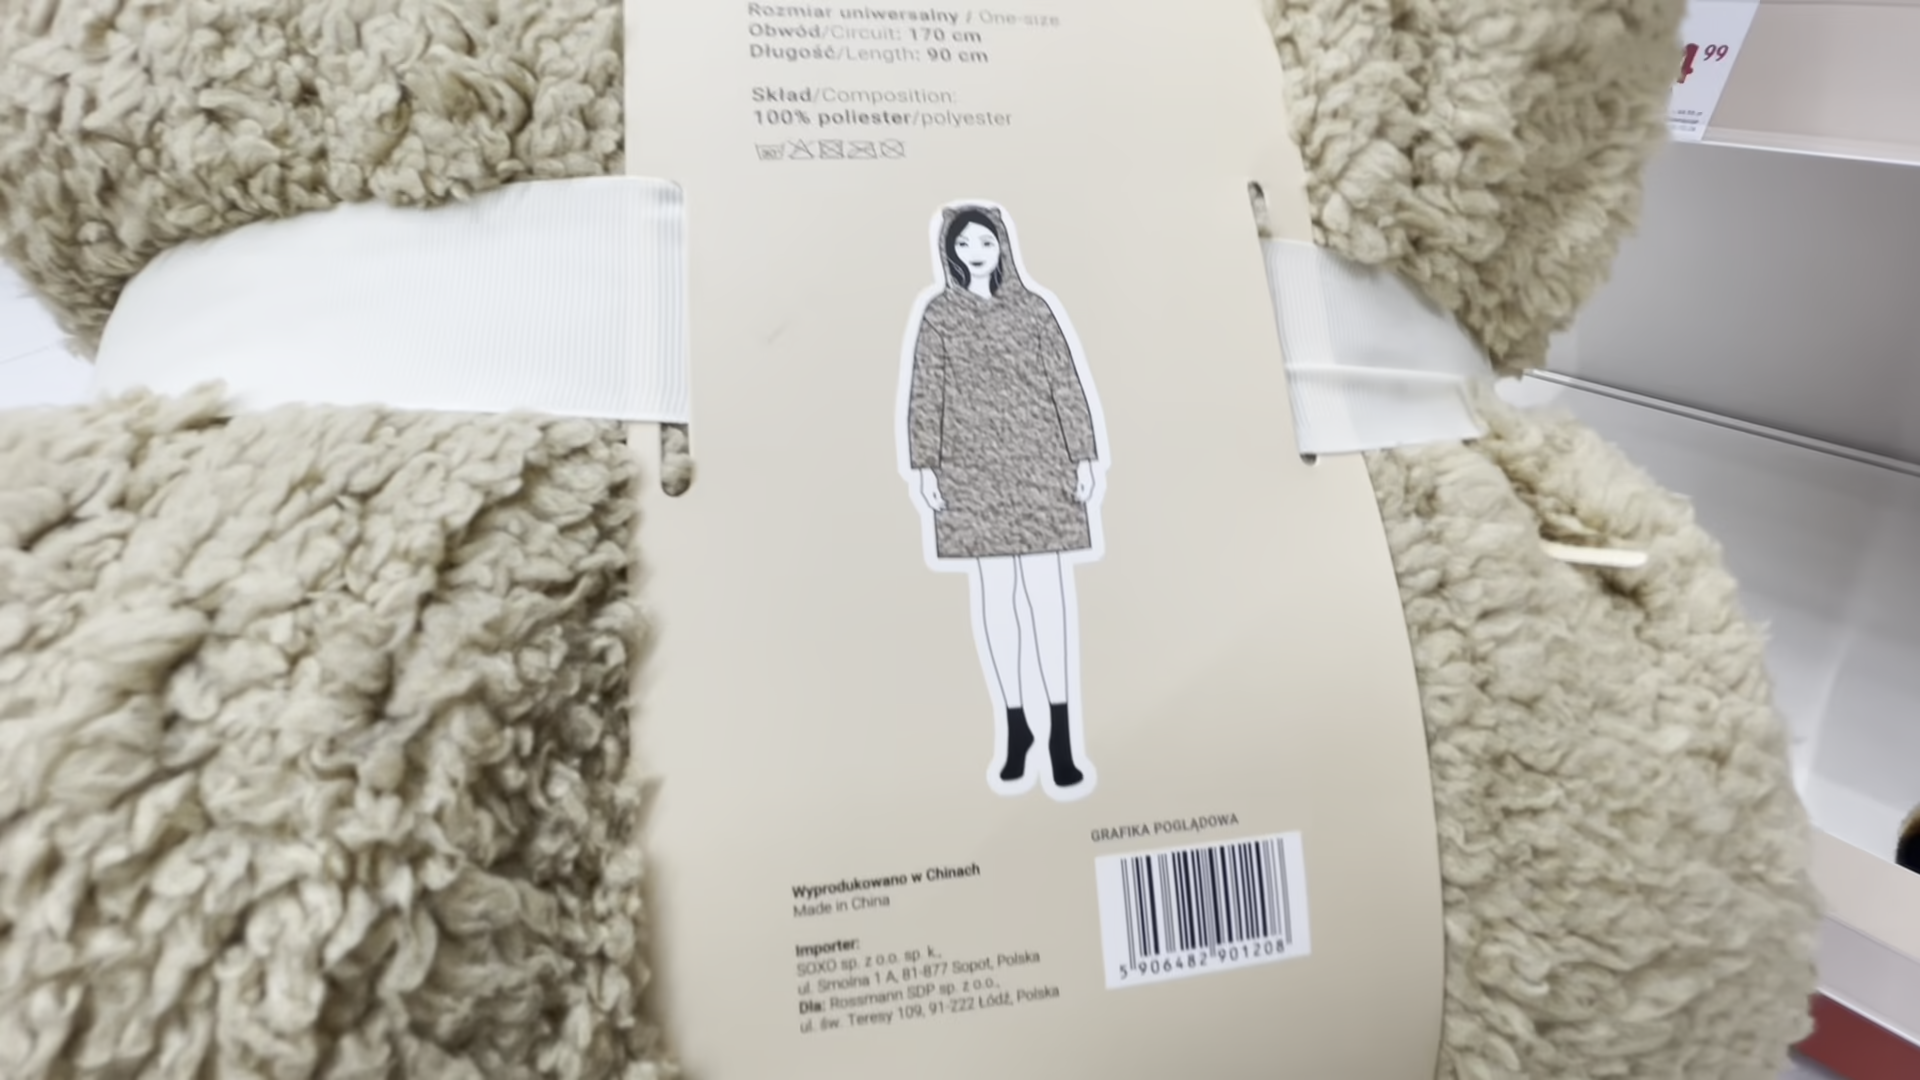 Rozmiar uniwersalny / One-size
Obwód/Circuit: 170 cm
Długość/Length: 90 cm
Skład/Composition:
100% poliester/polyester
GRAFIKA POGLĄDOWA
5 906482 901208
Wyprodukowano w Chinach
Made in China
Importer:
SOXO sp. z o.o. sp. k.,
ul. Smolna 1 A, 81-877 Sopot, Polska
Dla: Rossmann SDP sp. z o.o.,
ul. św. Teresy 109, 91-222 Łódź, Polska
99